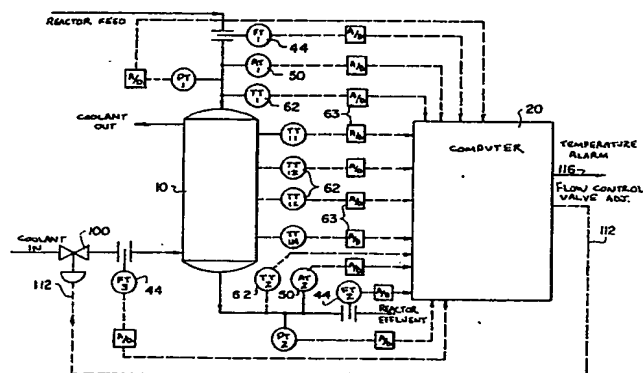 REACTOR FEED
FT 1
44
A/D
A/D
PT 1
AT 1
50
A/D
TT 1
62
A/D
63
20
COOLANT OUT
TT 11
A/D
COMPUTER
TEMPERATURE ALARM
116
10
TT 12
A/D
62
FLOW CONTROL VALVE ADJ.
A/D
63
100
COOLANT IN
TT 14
A/D
112
112
FT 3
44
TT 2
62
AT 2
50
A/D
44
FT 2
A/D
REACTOR EFFLUENT
A/D
PT 2
A/D